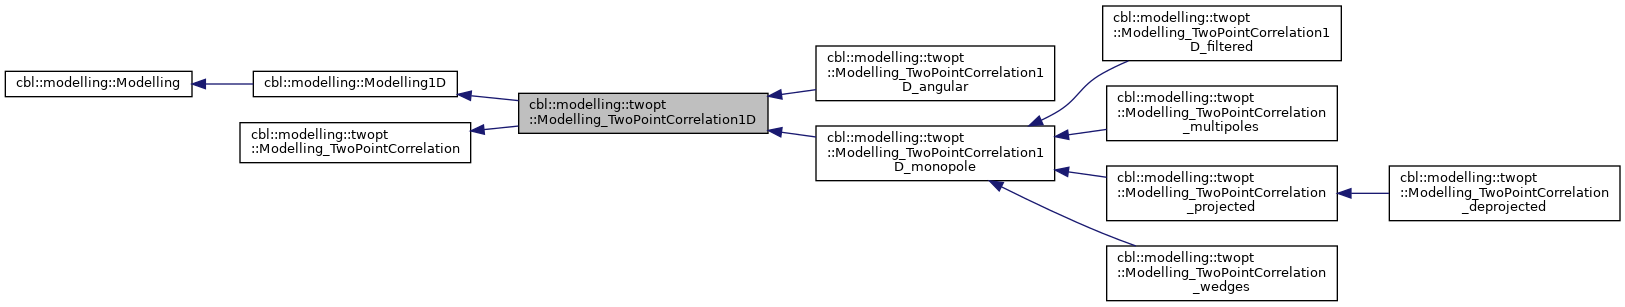 cbl::modelling::Modelling
cbl::modelling::Modelling1D
cbl::modelling::twopt
::Modelling_TwoPointCorrelation
cbl::modelling::twopt
::Modelling_TwoPointCorrelation1D
cbl::modelling::twopt
::Modelling_TwoPointCorrelation1
D_angular
cbl::modelling::twopt
::Modelling_TwoPointCorrelation1
D_monopole
cbl::modelling::twopt
::Modelling_TwoPointCorrelation1
D_filtered
cbl::modelling::twopt
::Modelling_TwoPointCorrelation
_multipoles
cbl::modelling::twopt
::Modelling_TwoPointCorrelation
_projected
cbl::modelling::twopt
::Modelling_TwoPointCorrelation
_wedges
cbl::modelling::twopt
::Modelling_TwoPointCorrelation
_deprojected